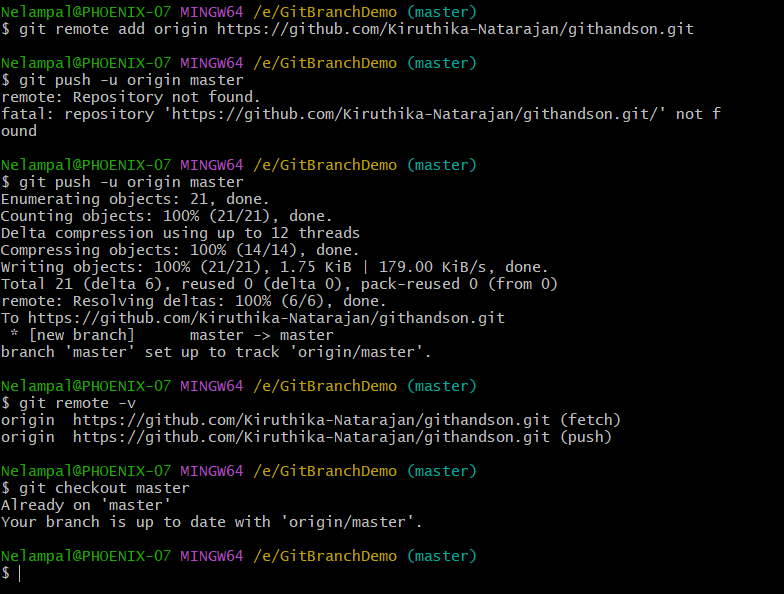 Nelampal@PHOENIX-07 MINGW64 /e/GitBranchDemo (master)
$ git remote add origin https://github.com/Kiruthika-Natarajan/githandson.git
Nelampal@PHOENIX-07 MINGW64 /e/GitBranchDemo (master)
$ git push -u origin master
remote: Repository not found.
fatal: repository 'https://github.com/Kiruthika-Natarajan/githandson.git/' not f
ound
Nelampal@PHOENIX-07 MINGW64 /e/GitBranchDemo (master)
$ git push -u origin master
Enumerating objects: 21, done.
Counting objects: 100% (21/21), done.
Delta compression using up to 12 threads
Compressing objects: 100% (14/14), done.
Writing objects: 100% (21/21), 1.75 KiB | 179.00 KiB/s, done.
Total 21 (delta 6), reused 0 (delta 0), pack-reused 0 (from 0)
remote: Resolving deltas: 100% (6/6), done.
To https://github.com/Kiruthika-Natarajan/githandson.git
 * [new branch]      master -> master
branch 'master' set up to track 'origin/master'.
Nelampal@PHOENIX-07 MINGW64 /e/GitBranchDemo (master)
$ git remote -v
origin  https://github.com/Kiruthika-Natarajan/githandson.git (fetch)
origin  https://github.com/Kiruthika-Natarajan/githandson.git (push)
Nelampal@PHOENIX-07 MINGW64 /e/GitBranchDemo (master)
$ git checkout master
Already on 'master'
Your branch is up to date with 'origin/master'.
Nelampal@PHOENIX-07 MINGW64 /e/GitBranchDemo (master)
$